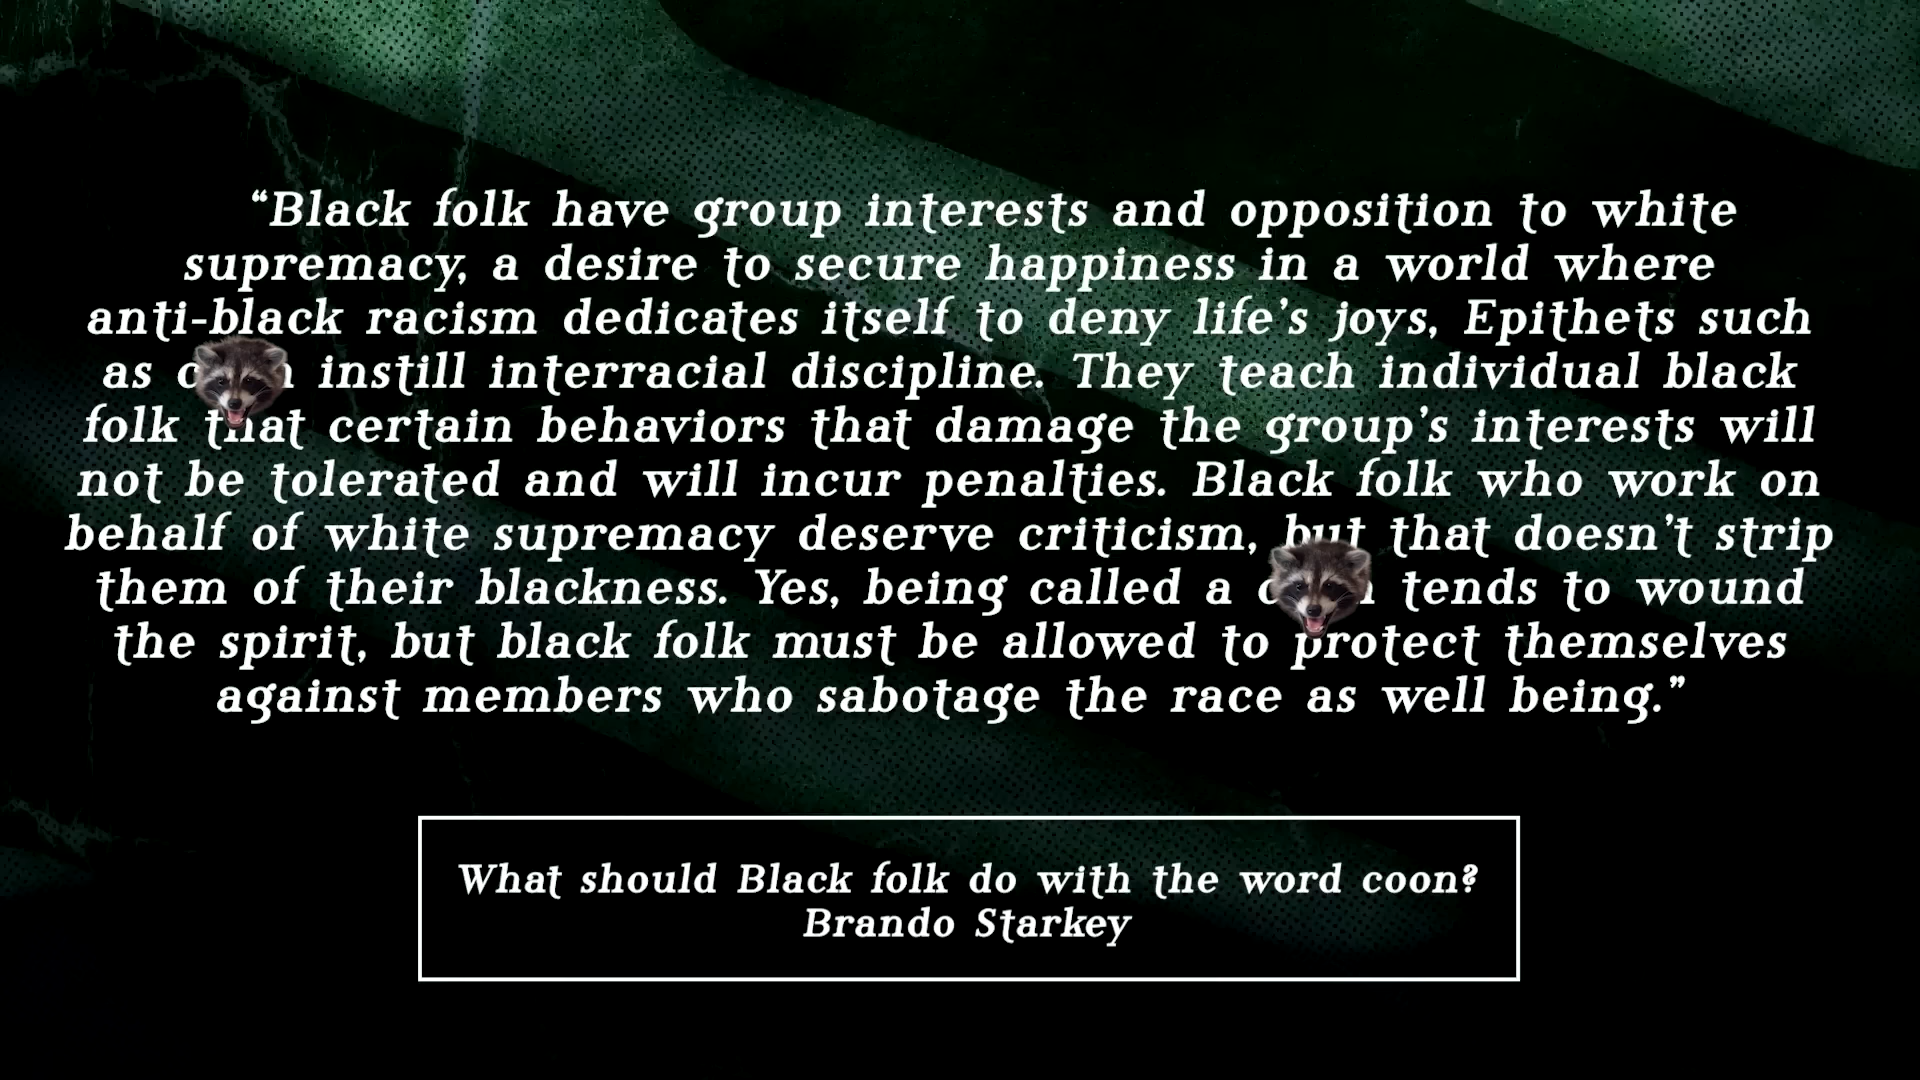 “Black folk have group interests and opposition to white
supremacy, a desire to secure happiness in a world where
anti-black racism dedicates itself to deny life’s joys, Epithets such
as instill interracial discipline. They teach individual black
folk that certain behaviors that damage the group’s interests will
not be tolerated and will incur penalties. Black folk who work on
behalf of white supremacy deserve criticism, but that doesn’t strip
them of their blackness. Yes, being called a tends to wound
the spirit, but black folk must be allowed to protect themselves
against members who sabotage the race as well being.”
What should Black folk do with the word coon?
Brando Starkey